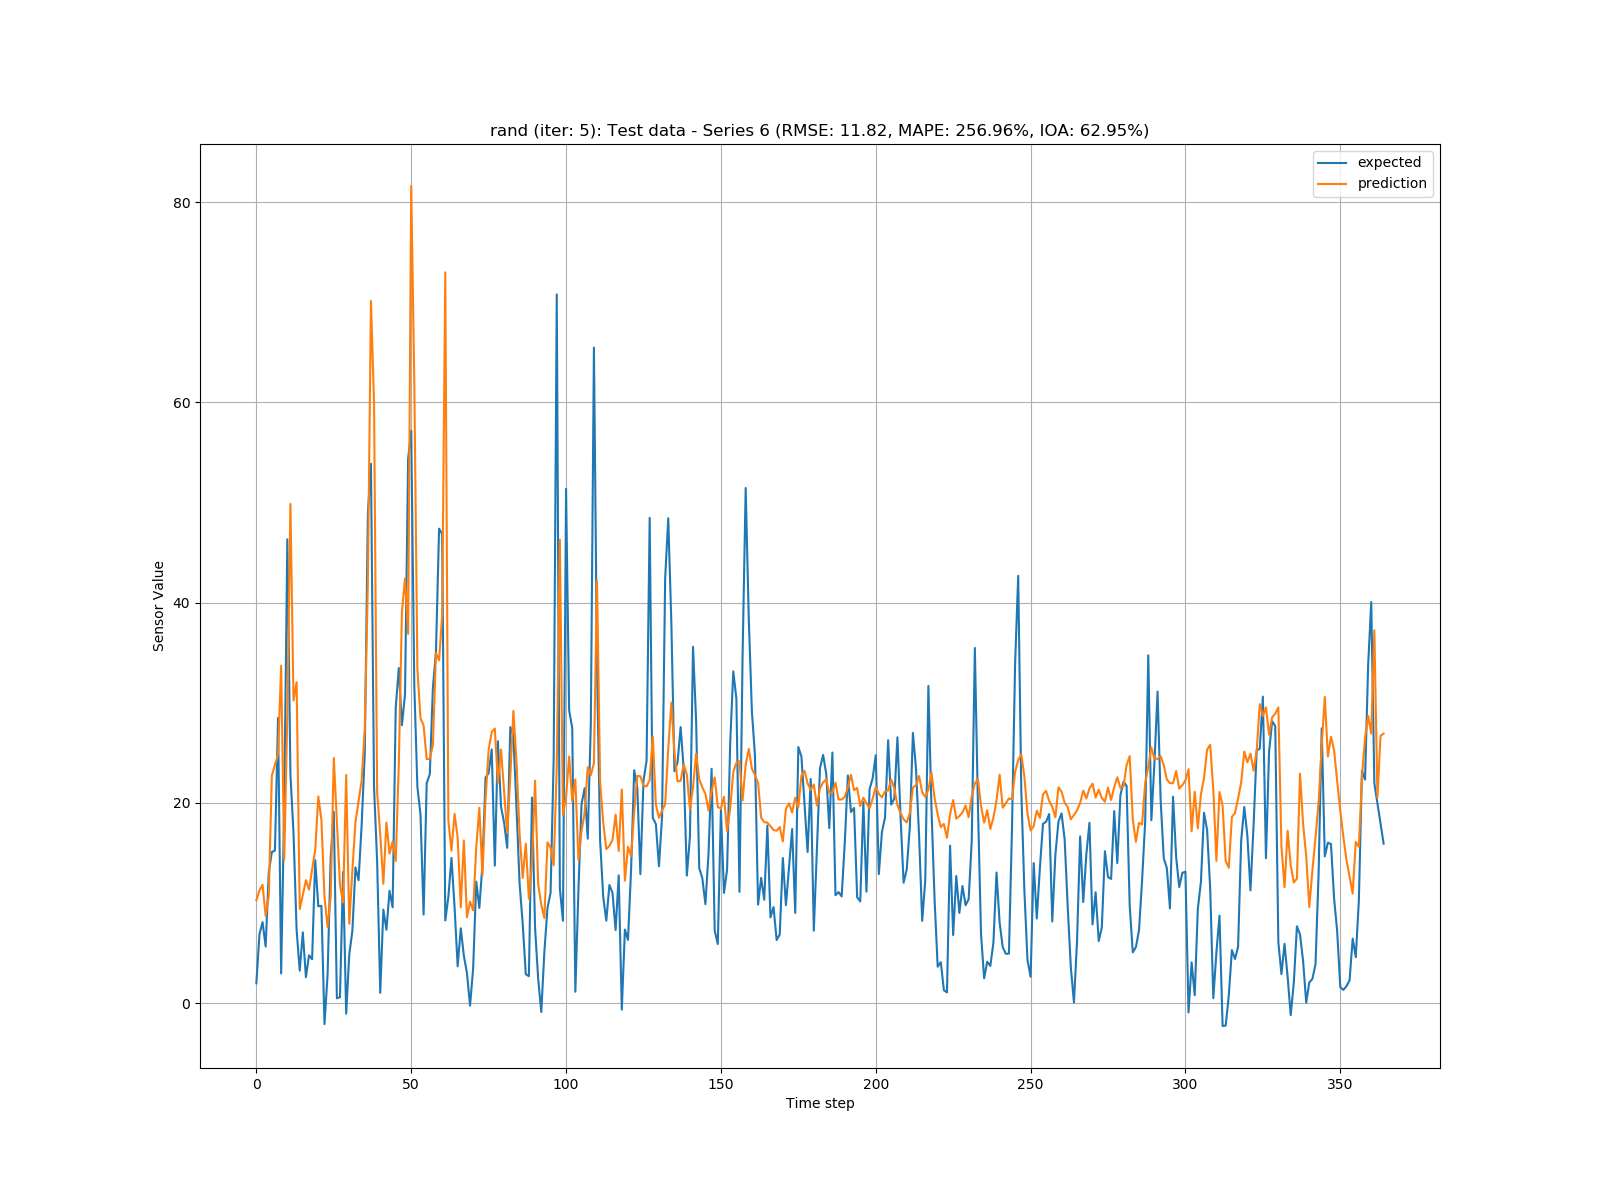 rand (iter: 5): Test data - Series 6 (RMSE: 11.82, MAPE: 256.96%, IOA: 62.95%)
expected
prediction
80
60
40
20
0
Sensor Value
0 50 100 150 200 250 300 350
Time step